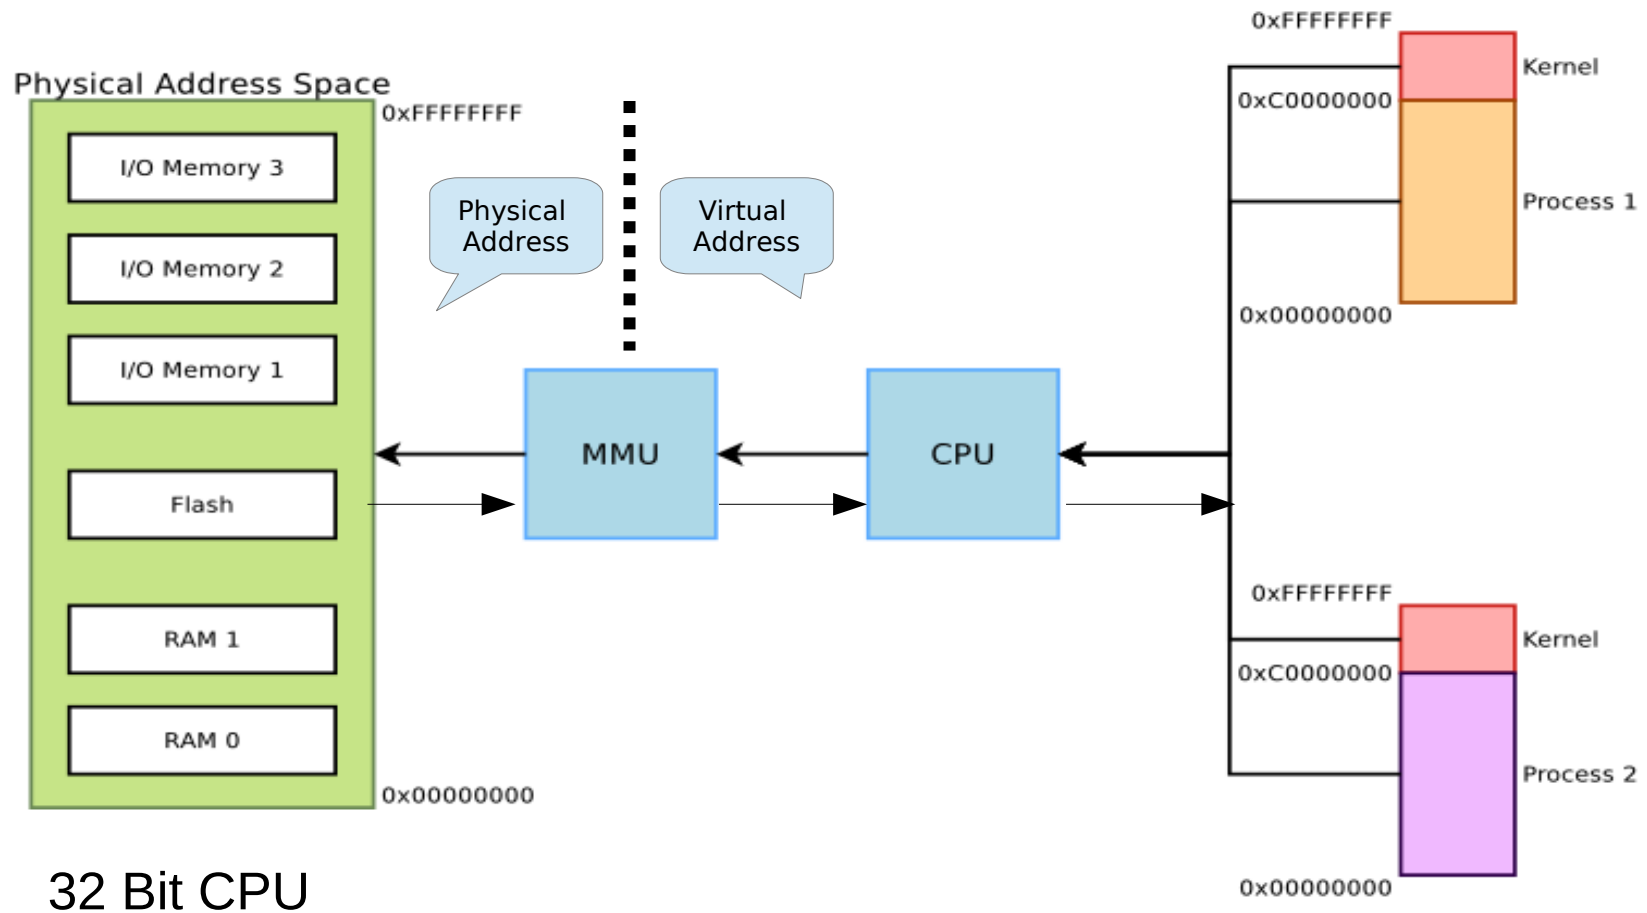 Physical Address Space
0xFFFFFFFF
I/O Memory 3
I/O Memory 2
I/O Memory 1
Flash
RAM 1
RAM 0
0x00000000
32 Bit CPU
Physical
Address
Virtual
Address
MMU
CPU
0xFFFFFFFF
Kernel
0xC0000000
Process 1
0x00000000
0xFFFFFFFF
Kernel
0xC0000000
Process 2
0x00000000